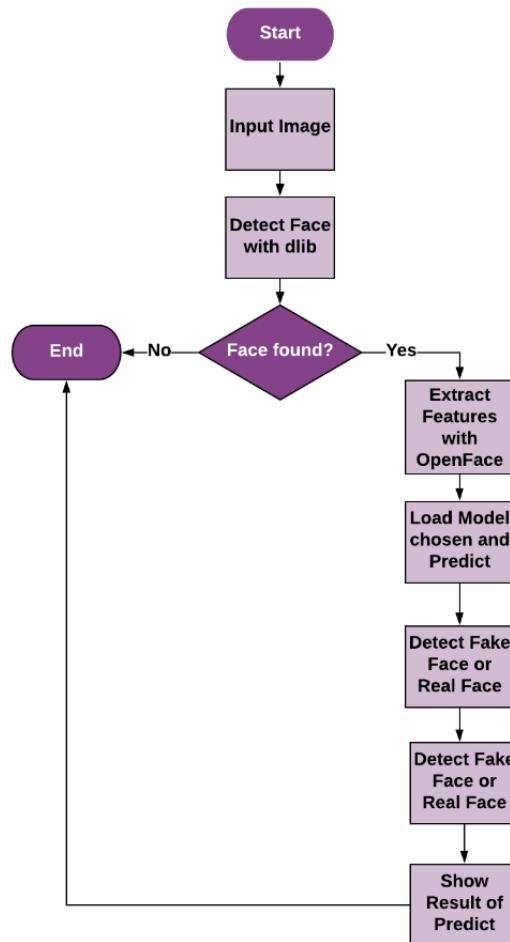 Start
Input Image
Detect Face
with dlib
Face found?
No
End
Yes
Extract
Features
with
OpenFace
Load Model
chosen and
Predict
Detect Fake
Face or
Real Face
Detect Fake
Face or
Real Face
Show
Result of
Predict